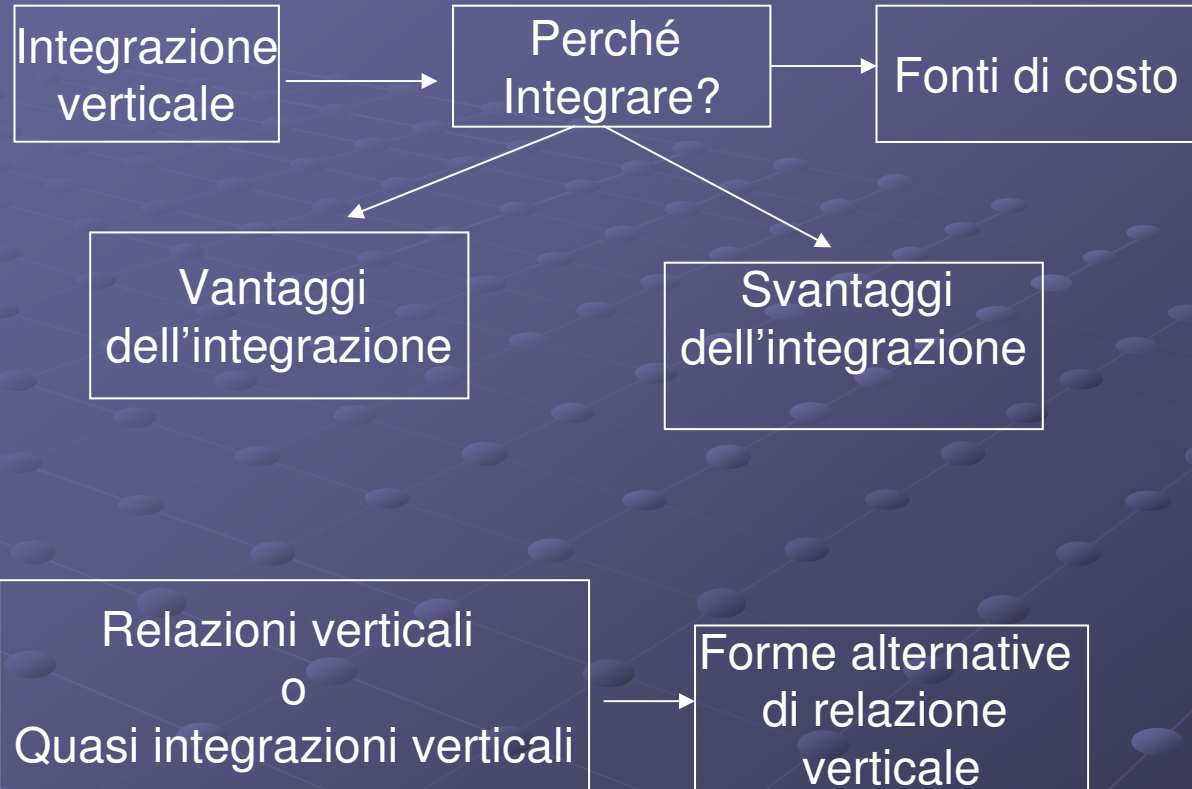 Integrazione
verticale
Perché
Integrare?
Fonti di costo
Vantaggi
dell’integrazione
Svantaggi
dell’integrazione
Relazioni verticali
o
Quasi integrazioni verticali
Forme alternative
di relazione
verticale